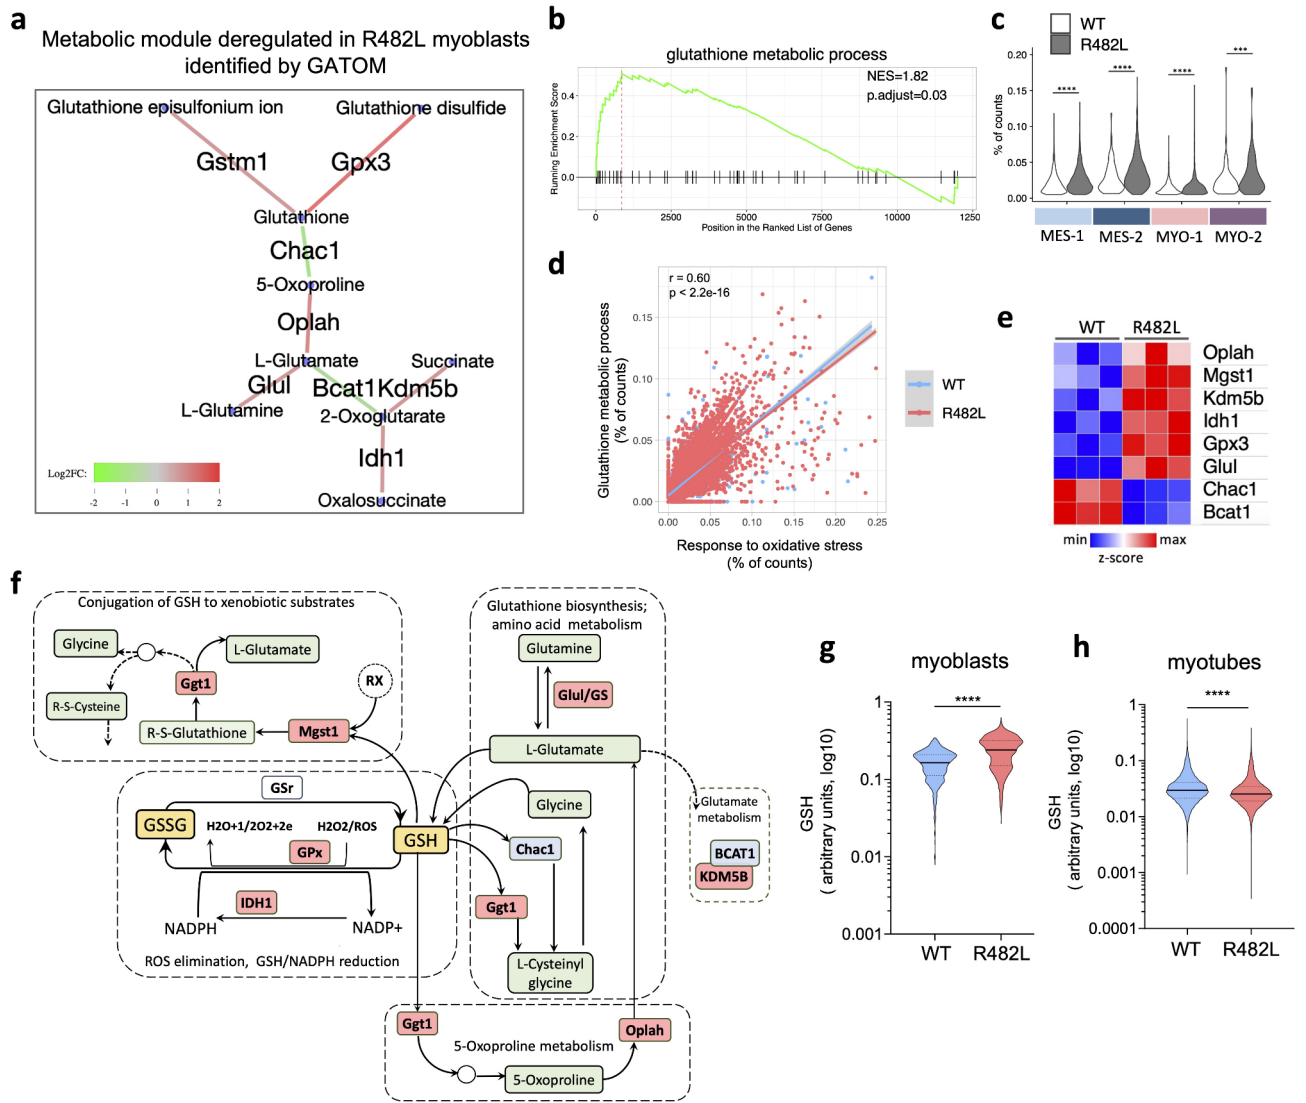 a
Metabolic module deregulated in R482L myoblasts
identified by GATOM
Glutathione episulfonium ion
Glutathione disulfide
Gstm1
Gpx3
Glutathione
Chac1
5-Oxoproline
Oplah
L-Glutamate
Succinate
Glul
Bcat1
Kdm5b
L-Glutamine
2-Oxoglutarate
Idh1
Oxalosuccinate
Log2FC:
-2 -1 0 1 2
b
glutathione metabolic process
NES=1.82
p.adjust=0.03
Running Enrichment Score
0.4
0.2
0.0
0 2500 5000 7500 10000 1250
Position in the Ranked List of Genes
c
WT
R482L
% of counts
0.20
0.15
0.10
0.05
0.00
**** **** **** ***
MES-1 MES-2 MYO-1 MYO-2
d
r = 0.60
p < 2.2e-16
Glutathione metabolic process
(% of counts)
0.15
0.10
0.05
0.00
0.00 0.05 0.10 0.15 0.20 0.25
Response to oxidative stress
(% of counts)
WT
R482L
e
WT R482L
Oplah
Mgst1
Kdm5b
Idh1
Gpx3
Glul
Chac1
Bcat1
min max
z-score
f
Conjugation of GSH to xenobiotic substrates
Glycine
L-Glutamate
Ggt1
RX
R-S-Cysteine
R-S-Glutathione
Mgst1
GSr
GSSG
H2O+1/2O2+2e
H2O2/ROS
GPx
GSH
IDH1
NADPH
NADP+
ROS elimination, GSH/NADPH reduction
Glutathione biosynthesis;
amino acid metabolism
Glutamine
Glul/GS
L-Glutamate
Glycine
Chac1
Ggt1
L-Cysteinyl
glycine
Glutamate
metabolism
BCAT1
KDM5B
Ggt1
Oplah
5-Oxoproline metabolism
5-Oxoproline
g
myoblasts
****
GSH
( arbitrary units, log10)
1
0.1
0.01
0.001
WT R482L
h
myotubes
****
GSH
( arbitrary units, log10)
1
0.1
0.01
0.001
0.0001
WT R482L